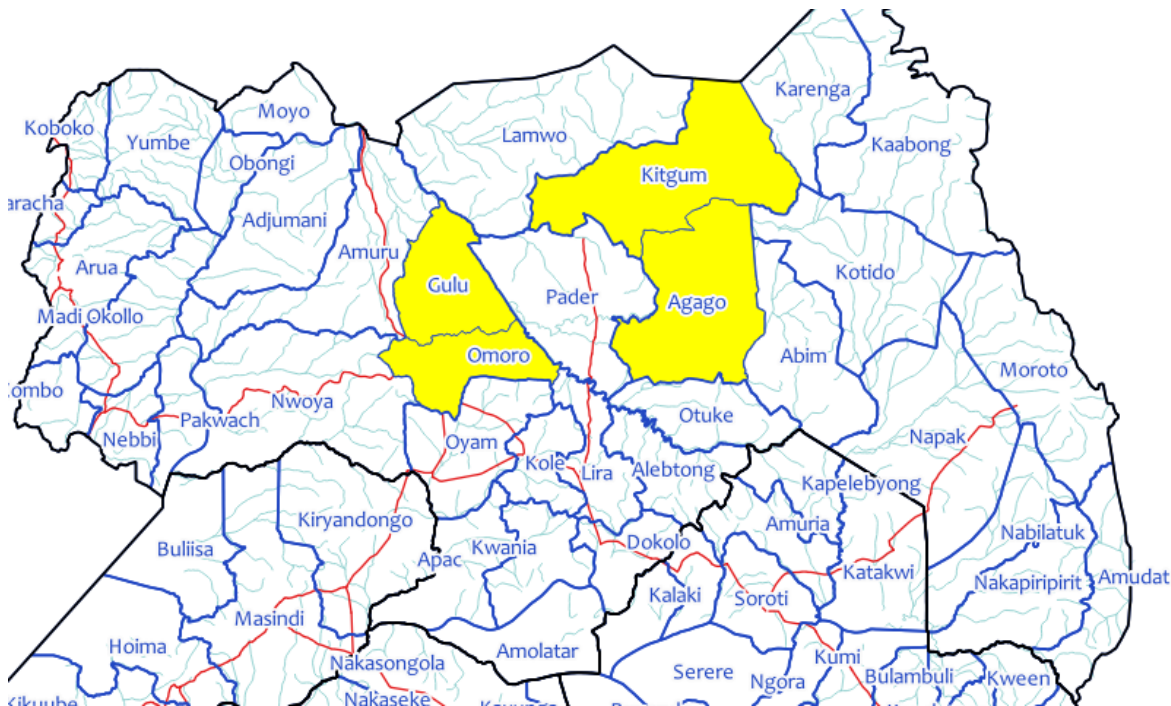 Karenga
Moyo
Koboko
Yumbe
Lamwo
Kaabong
Obongi
Kitgum
aracha
Adjumani
Amuru
Arua
Kotido
Gulu
Pader
Agago
Madi Okollo
Omoro
Abim
Moroto
ombo
Nwoya
Otuke
Pakwach
Nebbi
Oyam
Napak
Kole
Lira
Alebtong
Kapelebyong
Kiryandongo
Amuria
Nabilatuk
Buliisa
Apac
Kwania
Dokolo
Katakwi
Nakapiripirit
Amudat
Kalaki
Soroti
Masindi
Hoima
Amolatar
Nakasongola
Kumi
Serere
Ngora
Bulambuli
Kween
Kikuube
Nakaseke